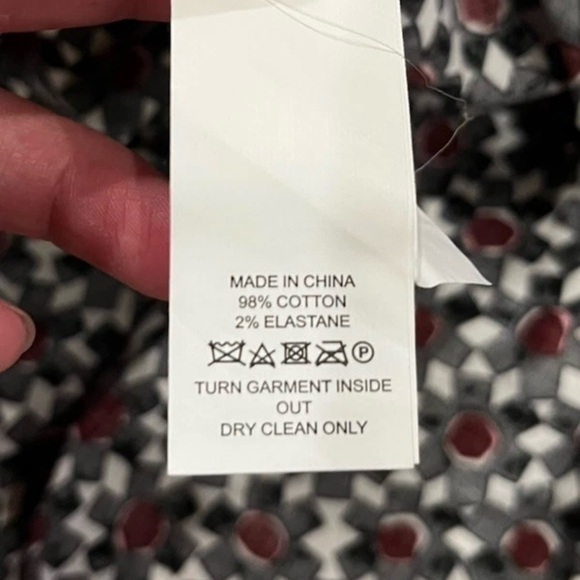 MADE IN CHINA
98% COTTON
2% ELASTANE
P
TURN GARMENT INSIDE
OUT
DRY CLEAN ONLY